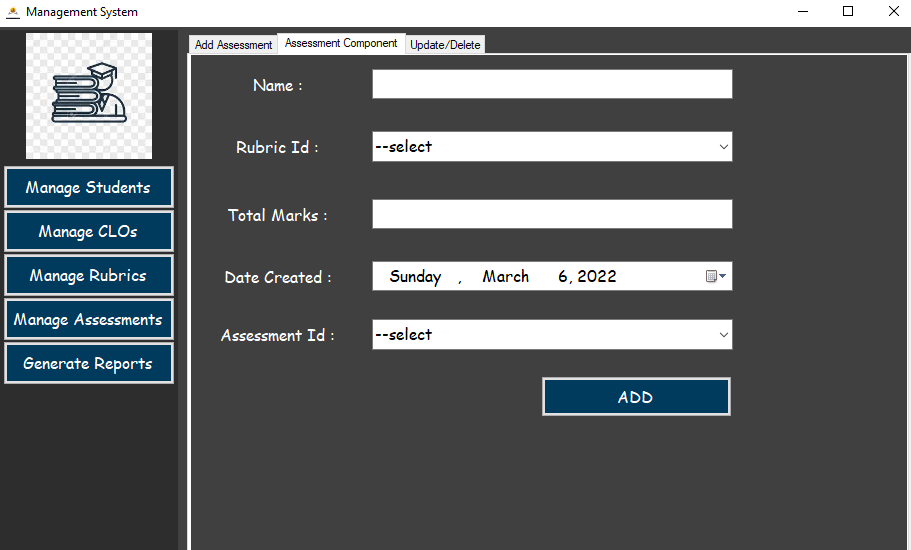 Management System
Manage Students
Manage CLOs
Manage Rubrics
Manage Assessments
Generate Reports
Add Assessment Assessment Component Update/Delete
Name :
Rubric Id : --select
Total Marks :
Date Created : Sunday , March 6, 2022
Assessment Id : --select
ADD